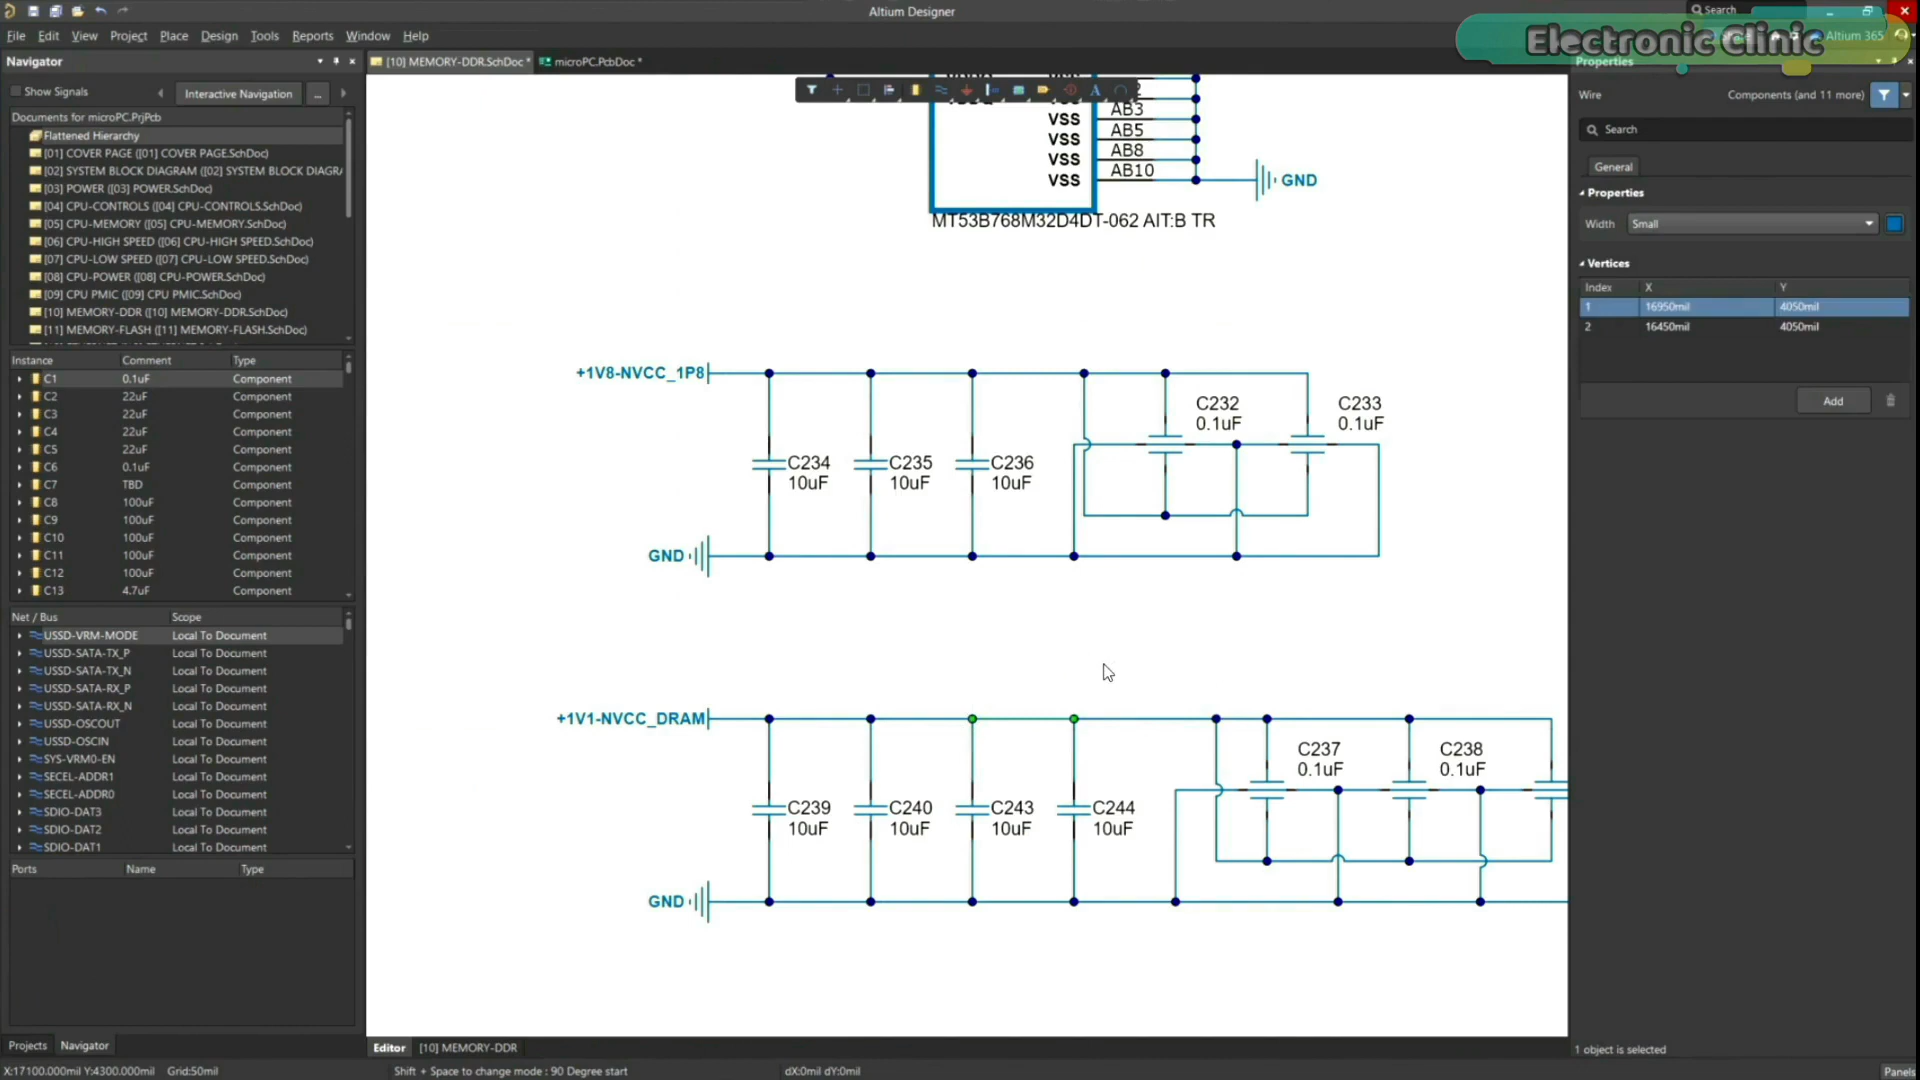 Altium Designer
Search
Electronic Clinic
Altium 365
File Edit View Project Place Design Tools Reports Window Help
Navigator
[10] MEMORY-DDR.SchDoc *
microPC.PcbDoc *
Properties
Show Signals
Interactive Navigation
...
Wire
Components (and 11 more)
Documents for microPC.PrjPcb
Search
Flattened Hierarchy
[01] COVER PAGE ([01] COVER PAGE.SchDoc)
[02] SYSTEM BLOCK DIAGRAM ([02] SYSTEM BLOCK DIAGRA
[03] POWER ([03] POWER.SchDoc)
[04] CPU-CONTROLS ([04] CPU-CONTROLS.SchDoc)
[05] CPU-MEMORY ([05] CPU-MEMORY.SchDoc)
[06] CPU-HIGH SPEED ([06] CPU-HIGH SPEED.SchDoc)
[07] CPU-LOW SPEED ([07] CPU-LOW SPEED.SchDoc)
[08] CPU-POWER ([08] CPU-POWER.SchDoc)
[09] CPU PMIC ([09] CPU PMIC.SchDoc)
[10] MEMORY-DDR ([10] MEMORY-DDR.SchDoc)
[11] MEMORY-FLASH ([11] MEMORY-FLASH.SchDoc)
Instance Comment Type
C1 0.1uF Component
C2 22uF Component
C3 22uF Component
C4 22uF Component
C5 22uF Component
C6 0.1uF Component
C7 TBD Component
C8 100uF Component
C9 100uF Component
C10 100uF Component
C11 100uF Component
C12 100uF Component
C13 4.7uF Component
Net / Bus Scope
USSD-VRM-MODE Local To Document
USSD-SATA-TX_P Local To Document
USSD-SATA-TX_N Local To Document
USSD-SATA-RX_P Local To Document
USSD-SATA-RX_N Local To Document
USSD-OSCOUT Local To Document
USSD-OSCIN Local To Document
SYS-VRM0-EN Local To Document
SECEL-ADDR1 Local To Document
SECEL-ADDR0 Local To Document
SDIO-DAT3 Local To Document
SDIO-DAT2 Local To Document
SDIO-DAT1 Local To Document
Ports Name Type
Projects Navigator
VSS AB3
VSS AB5
VSS AB8
VSS AB10
GND
MT53B768M32D4DT-062 AIT:B TR
+1V8-NVCC_1P8
C232
0.1uF
C233
0.1uF
C234
10uF
C235
10uF
C236
10uF
GND
+1V1-NVCC_DRAM
C237
0.1uF
C238
0.1uF
C239
10uF
C240
10uF
C243
10uF
C244
10uF
GND
General
Properties
Width Small
Vertices
Index X Y
1 16950mil 4050mil
2 16450mil 4050mil
Add
Editor [10] MEMORY-DDR
1 object is selected
X:17100.000mil Y:4300.000mil Grid:50mil
Shift + Space to change mode : 90 Degree start
dX:0mil dY:0mil
Panels